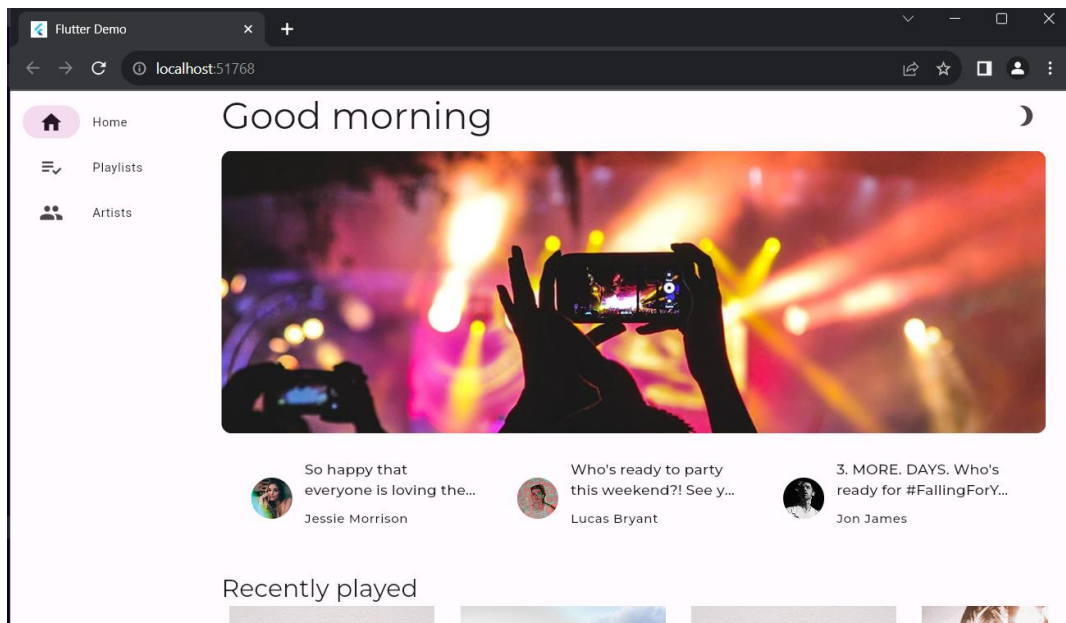 Flutter Demo
localhost:51768
Home
Good morning
Playlists
Artists
So happy that
everyone is loving the...
Jessie Morrison
Who's ready to party
this weekend?! See y...
Lucas Bryant
3. MORE. DAYS. Who's
ready for #FallingForY...
Jon James
Recently played